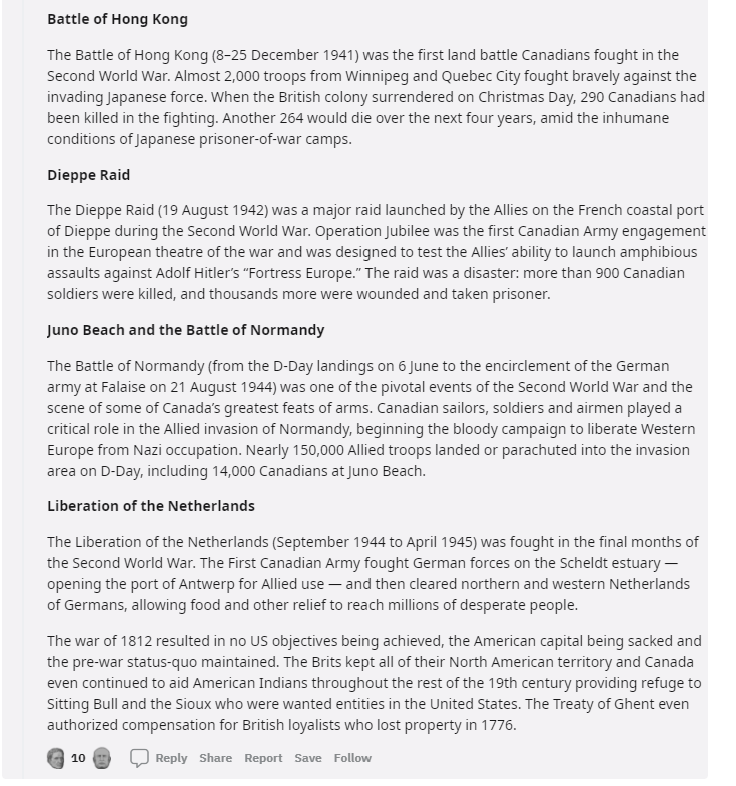 Battle of Hong Kong
The Battle of Hong Kong (8–25 December 1941) was the first land battle Canadians fought in the
Second World War. Almost 2,000 troops from Winnipeg and Quebec City fought bravely against the
invading Japanese force. When the British colony surrendered on Christmas Day, 290 Canadians had
been killed in the fighting. Another 264 would die over the next four years, amid the inhumane
conditions of Japanese prisoner-of-war camps.
Dieppe Raid
The Dieppe Raid (19 August 1942) was a major raid launched by the Allies on the French coastal port
of Dieppe during the Second World War. Operation Jubilee was the first Canadian Army engagement
in the European theatre of the war and was designed to test the Allies’ ability to launch amphibious
assaults against Adolf Hitler’s “Fortress Europe.” The raid was a disaster: more than 900 Canadian
soldiers were killed, and thousands more were wounded and taken prisoner.
Juno Beach and the Battle of Normandy
The Battle of Normandy (from the D-Day landings on 6 June to the encirclement of the German
army at Falaise on 21 August 1944) was one of the pivotal events of the Second World War and the
scene of some of Canada’s greatest feats of arms. Canadian sailors, soldiers and airmen played a
critical role in the Allied invasion of Normandy, beginning the bloody campaign to liberate Western
Europe from Nazi occupation. Nearly 150,000 Allied troops landed or parachuted into the invasion
area on D-Day, including 14,000 Canadians at Juno Beach.
Liberation of the Netherlands
The Liberation of the Netherlands (September 1944 to April 1945) was fought in the final months of
the Second World War. The First Canadian Army fought German forces on the Scheldt estuary —
opening the port of Antwerp for Allied use — and then cleared northern and western Netherlands
of Germans, allowing food and other relief to reach millions of desperate people.
The war of 1812 resulted in no US objectives being achieved, the American capital being sacked and
the pre-war status-quo maintained. The Brits kept all of their North American territory and Canada
even continued to aid American Indians throughout the rest of the 19th century providing refuge to
Sitting Bull and the Sioux who were wanted entities in the United States. The Treaty of Ghent even
authorized compensation for British loyalists who lost property in 1776.
10 Reply Share Report Save Follow